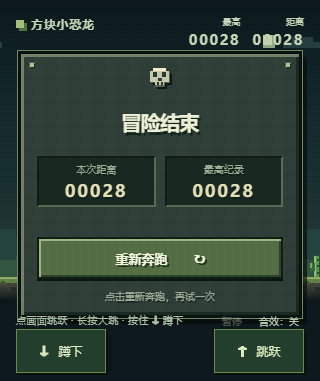 方块小恐龙
最高 距离
00028 00028
冒险结束
本次距离 最高纪录
00028 00028
重新奔跑 ↻
点击重新奔跑，再试一次
点画面跳跃 · 长按大跳 · 按住 ↓ 蹲下 暂停 音效：关
↓ 蹲下 ↑ 跳跃